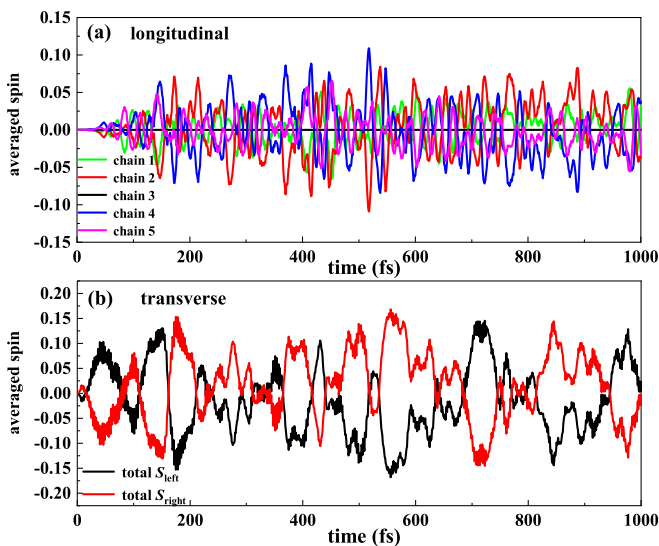 (a) longitudinal
0.15
0.10
0.05
0.00
-0.05
-0.10
-0.15
averaged spin
chain 1
chain 2
chain 3
chain 4
chain 5
0 200 400 600 800 1000
time (fs)
(b) transverse
0.20
0.15
0.10
0.05
0.00
-0.05
-0.10
-0.15
-0.20
averaged spin
total Sleft
total Sright
0 200 400 600 800 1000
time (fs)